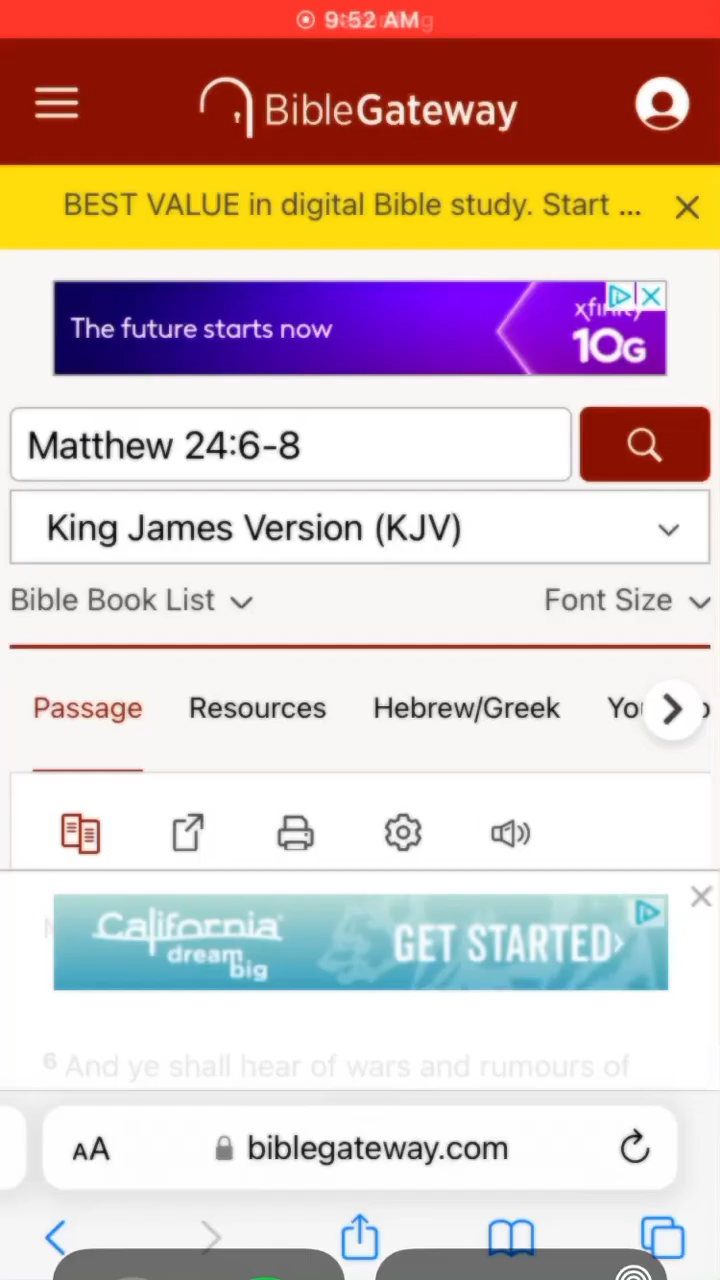 9:52 AM
BibleGateway
BEST VALUE in digital Bible study. Start ...
The future starts now
xfinity
10G
Matthew 24:6-8
King James Version (KJV)
Bible Book List
Font Size
Passage Resources Hebrew/Greek
California
dream
big
GET STARTED
6 And ye shall hear of wars and rumours of
AA biblegateway.com